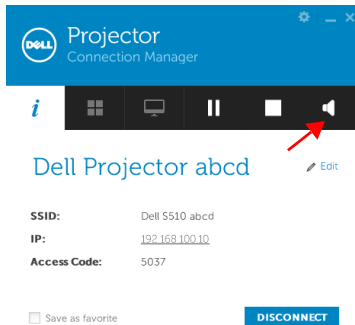 DELL
Projector
Connection Manager
i
Dell Projector abcd
Edit
SSID: Dell S510 abcd
IP: 192.168.100.10
Access Code: 5037
Save as favorite
DISCONNECT